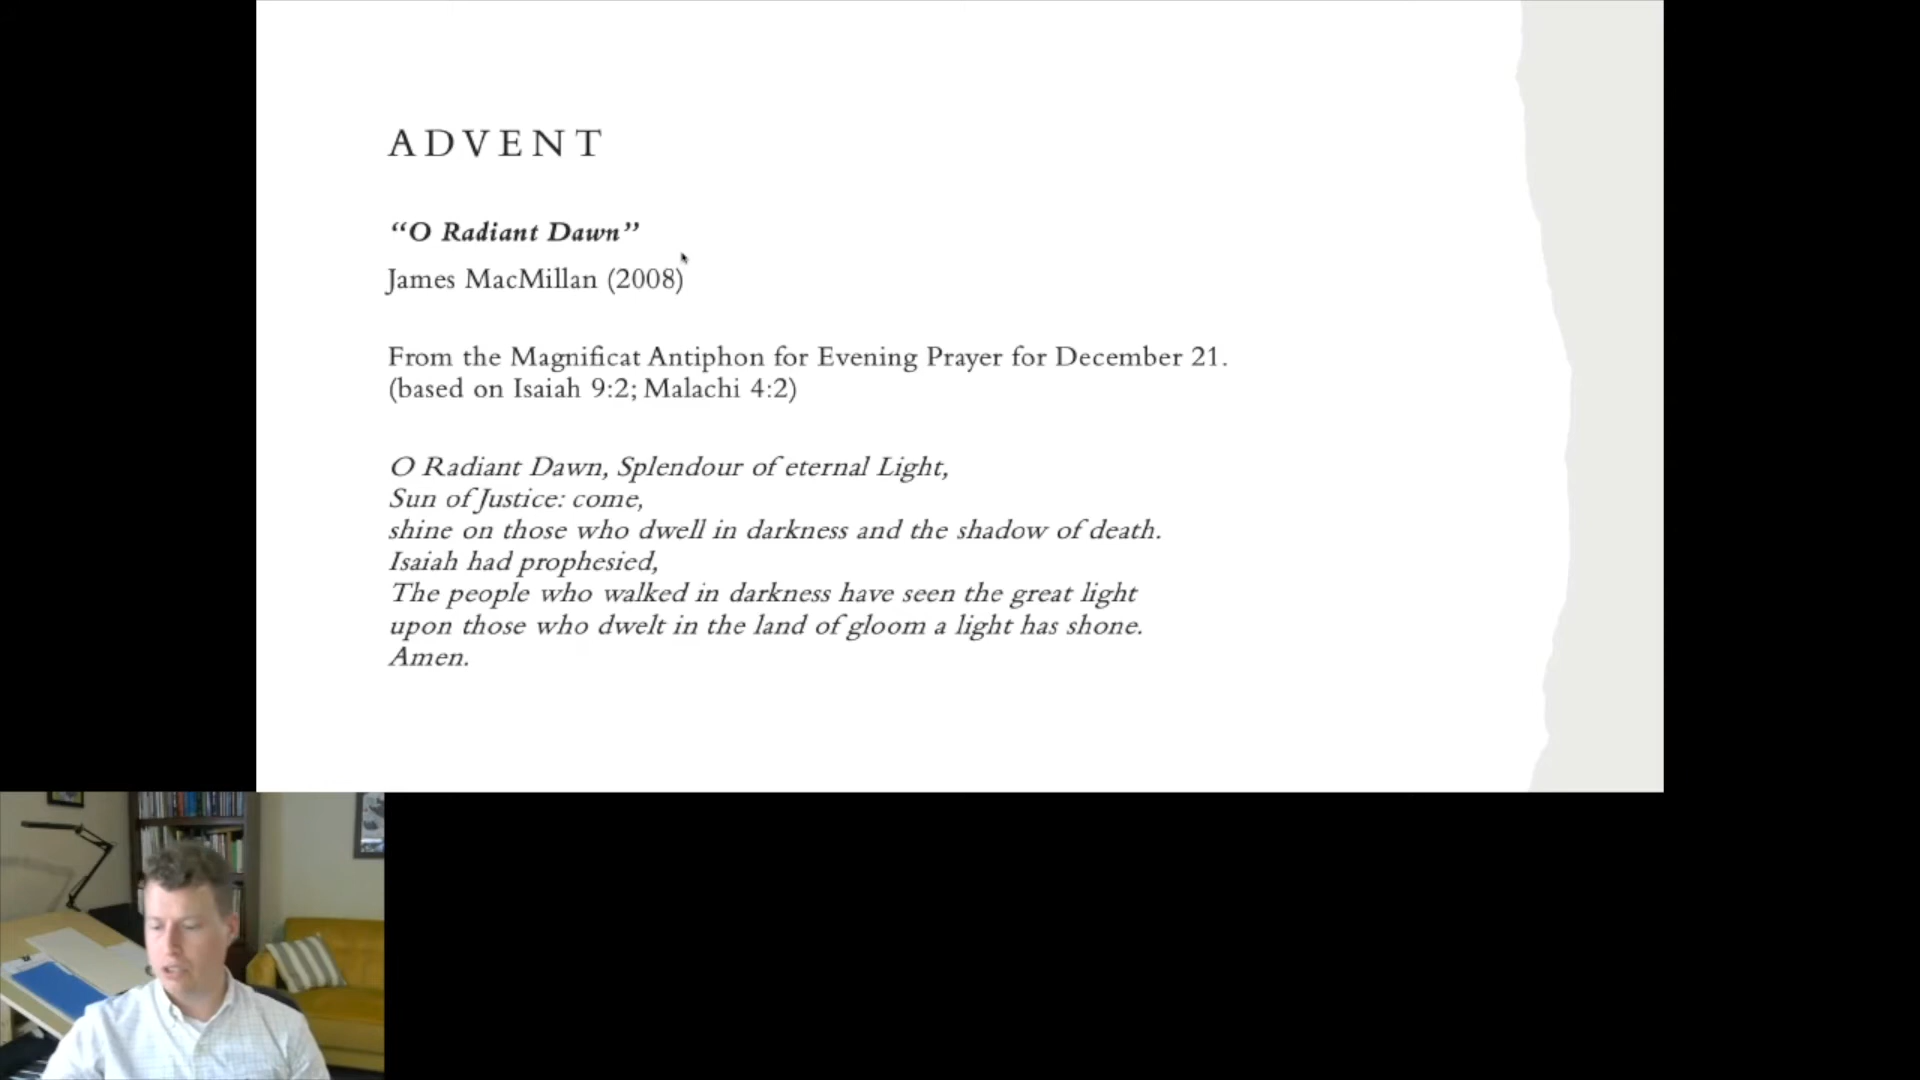 ADVENT
“O Radiant Dawn”
James MacMillan (2008)
From the Magnificat Antiphon for Evening Prayer for December 21.
(based on Isaiah 9:2; Malachi 4:2)
O Radiant Dawn, Splendour of eternal Light,
Sun of Justice: come,
shine on those who dwell in darkness and the shadow of death.
Isaiah had prophesied,
The people who walked in darkness have seen the great light
upon those who dwelt in the land of gloom a light has shone.
Amen.